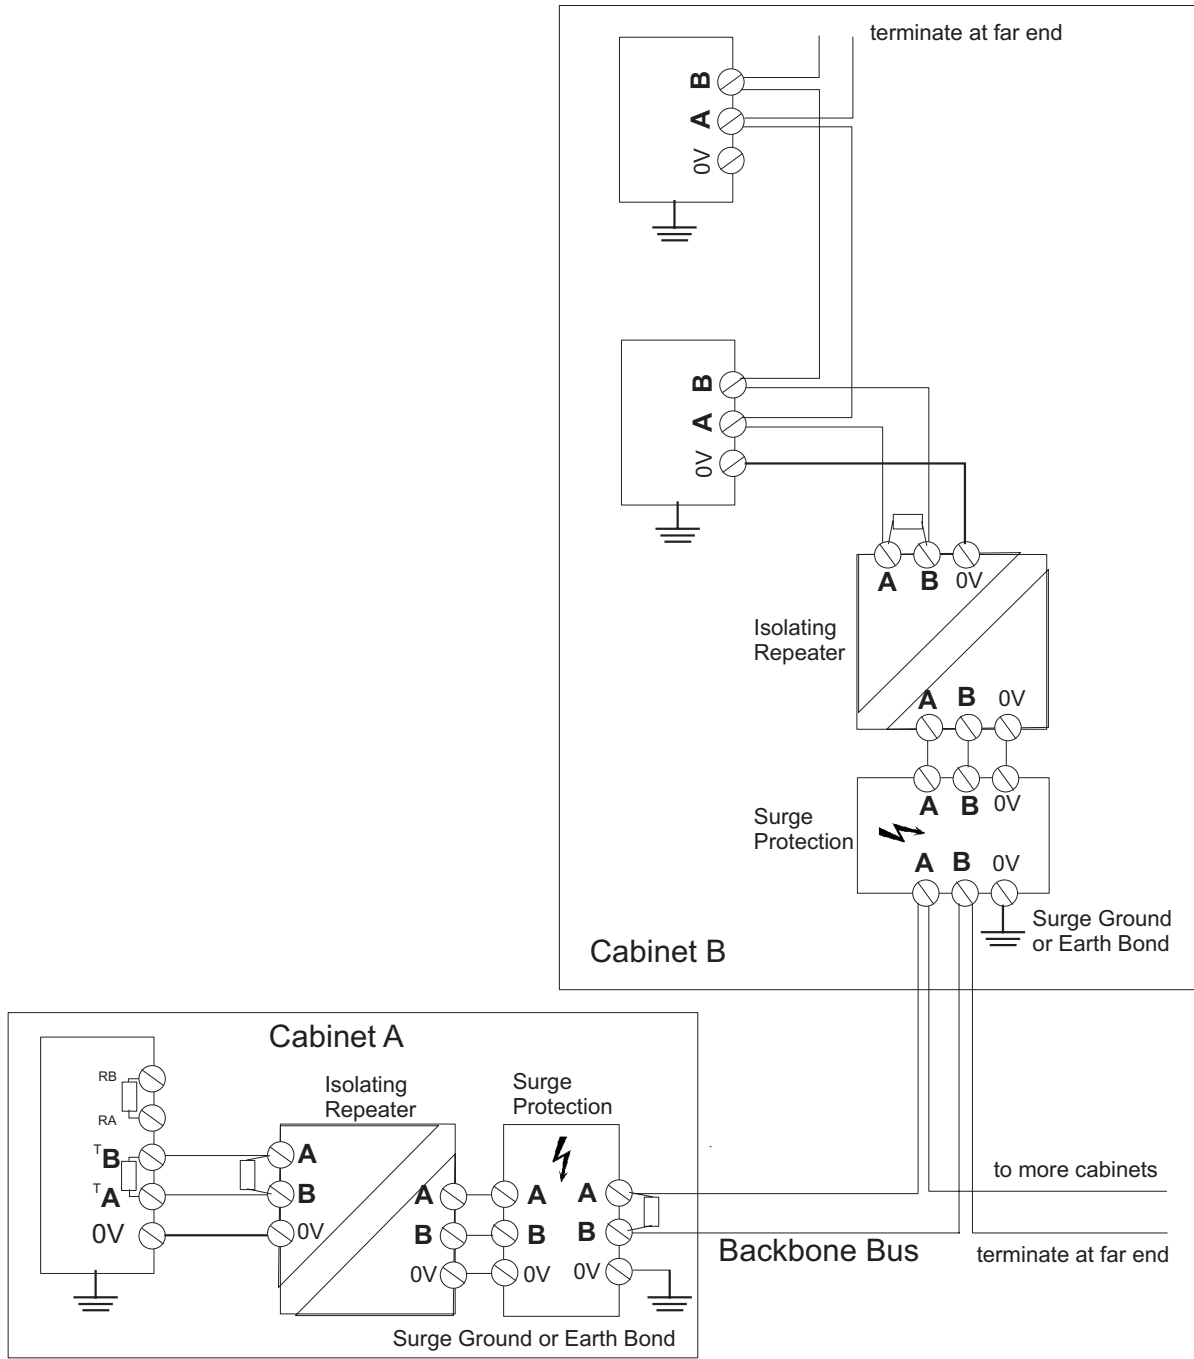 terminate at far end
B
A
0V
B
A
0V
A B 0V
Isolating
Repeater
A B 0V
A B 0V
Surge
Protection
A B 0V
Surge Ground
or Earth Bond
Cabinet B
Cabinet A
RB
RA
TB
TA
0V
Isolating
Repeater
A
B
0V
A
B
0V
Surge
Protection
A
B
0V
A
B
0V
Surge Ground or Earth Bond
Backbone Bus
to more cabinets
terminate at far end